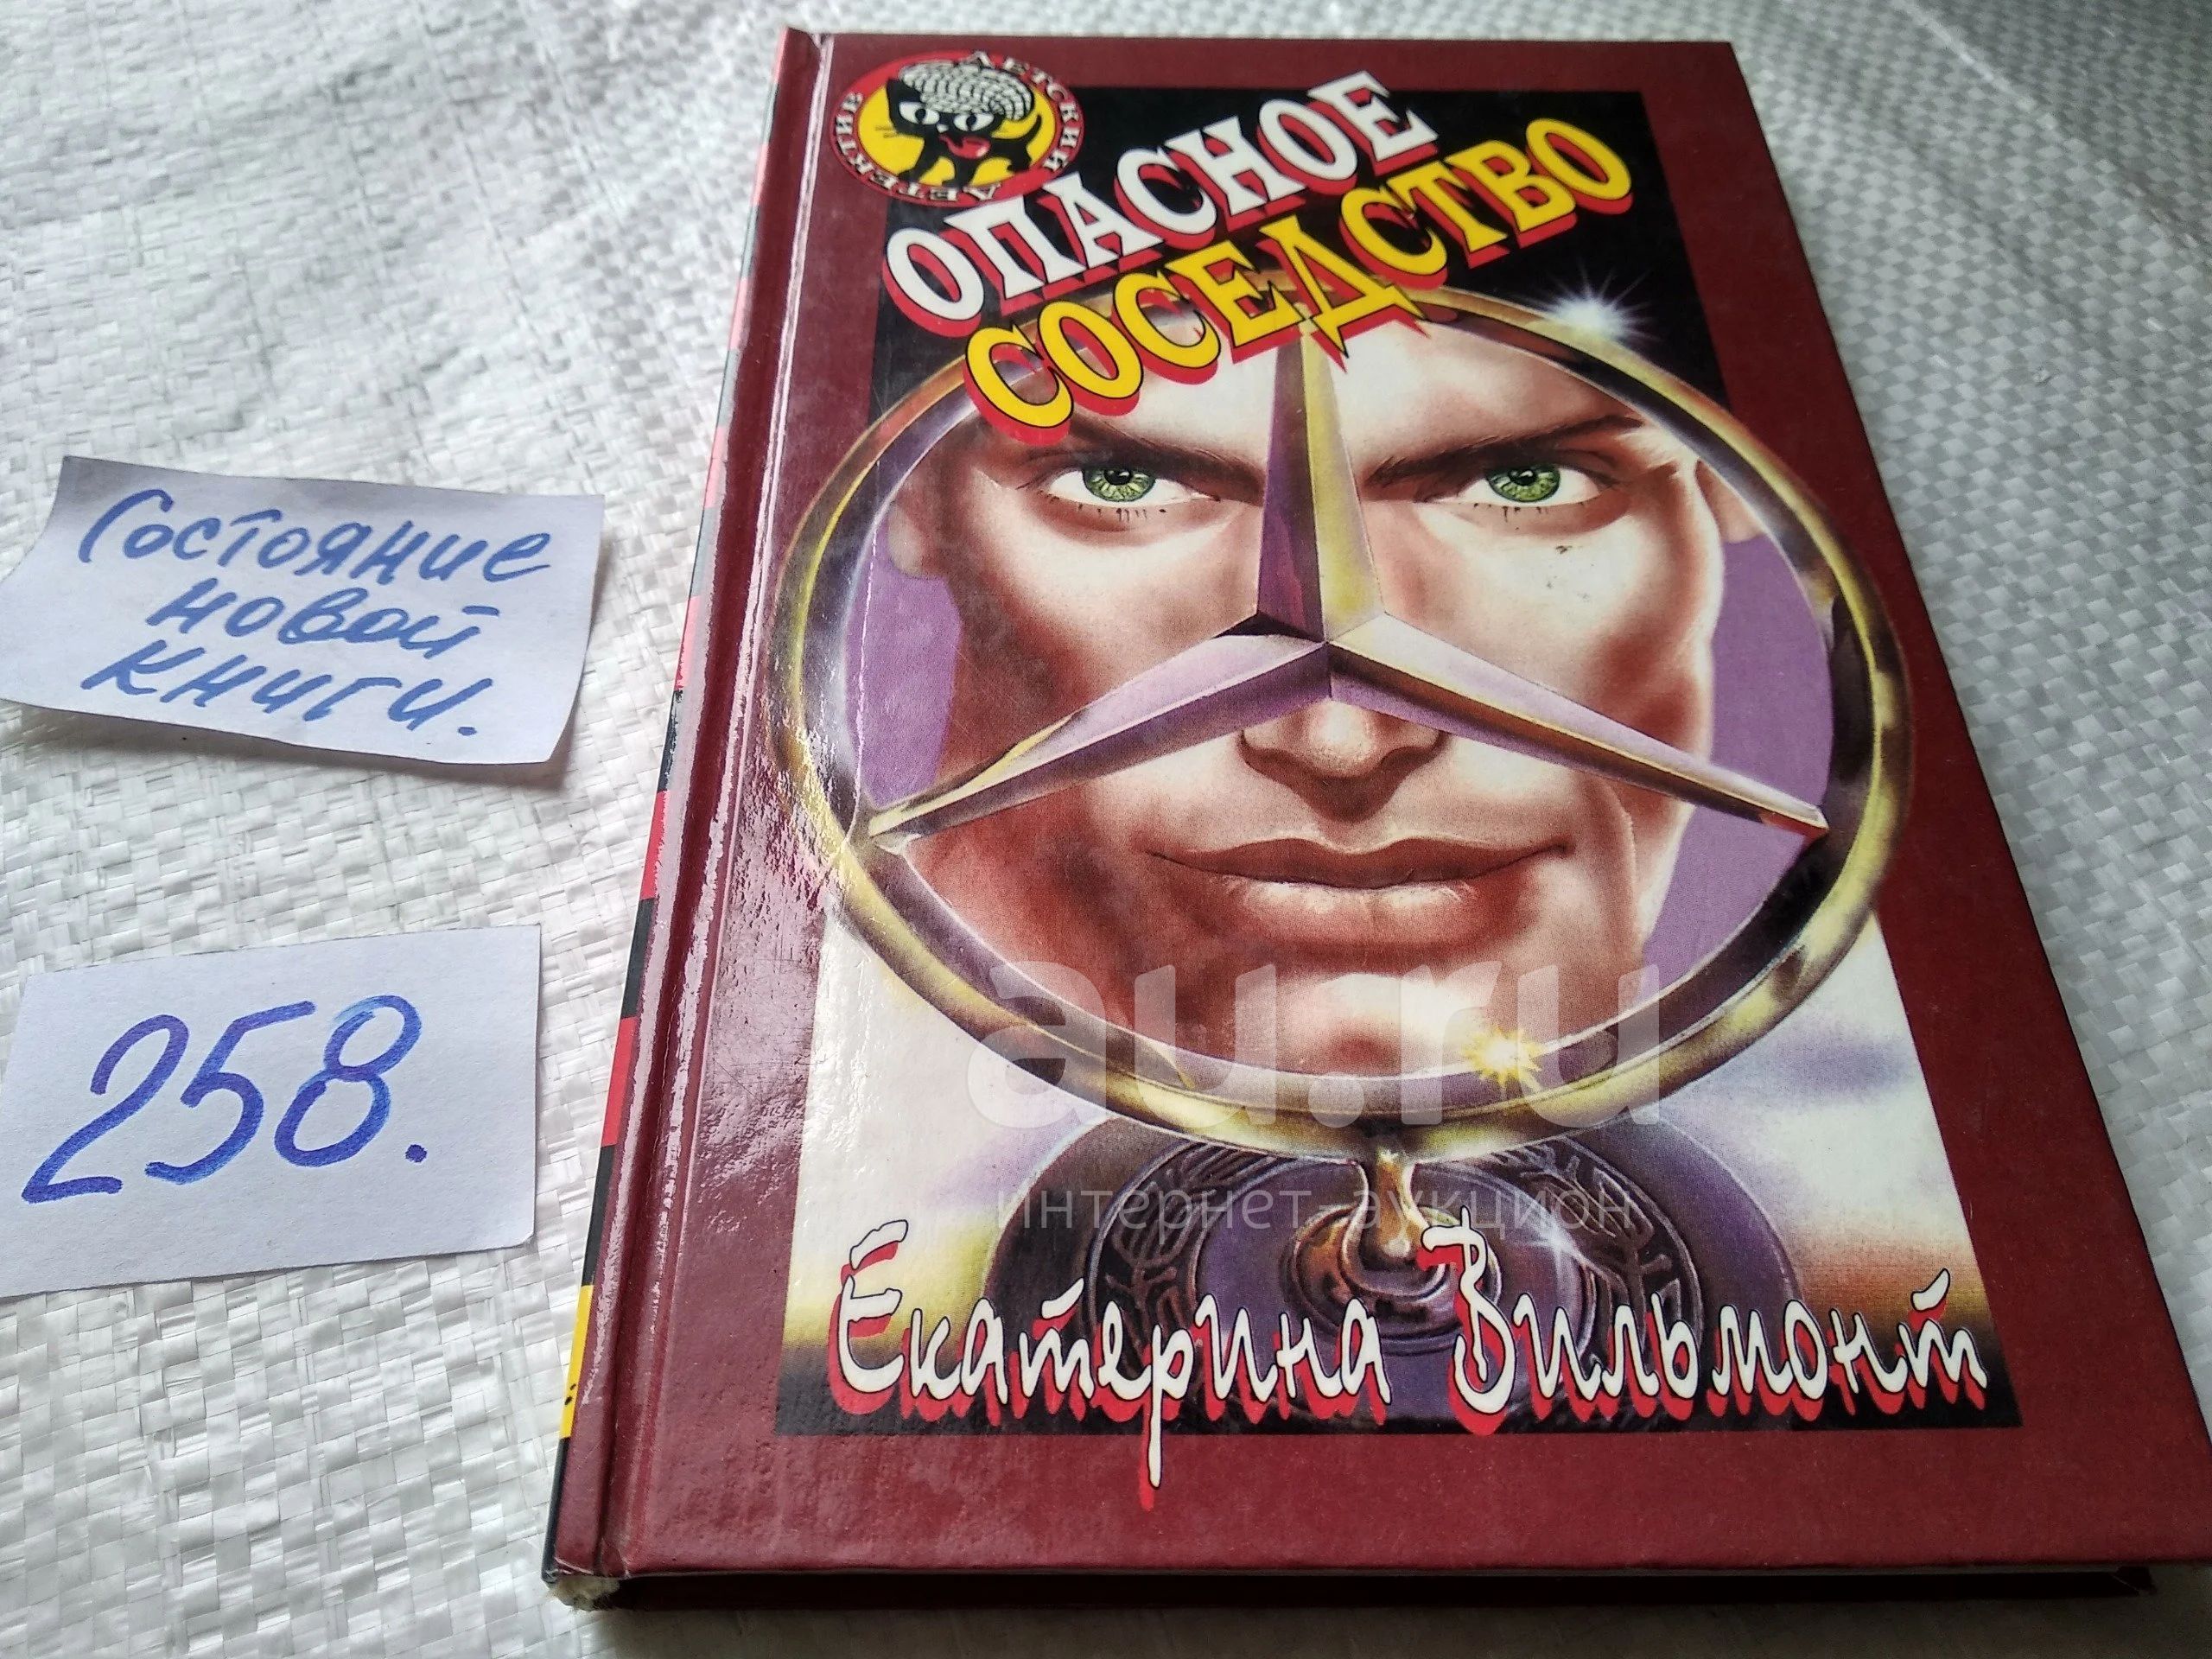 ДЕТСКИЙ ДЕТЕКТИВ
ОПАСНОЕ
СОСЕДСТВО
Состояние
новой
книги.
258.
au.ru
интернет-аукцион
Екатерина Вильмонт